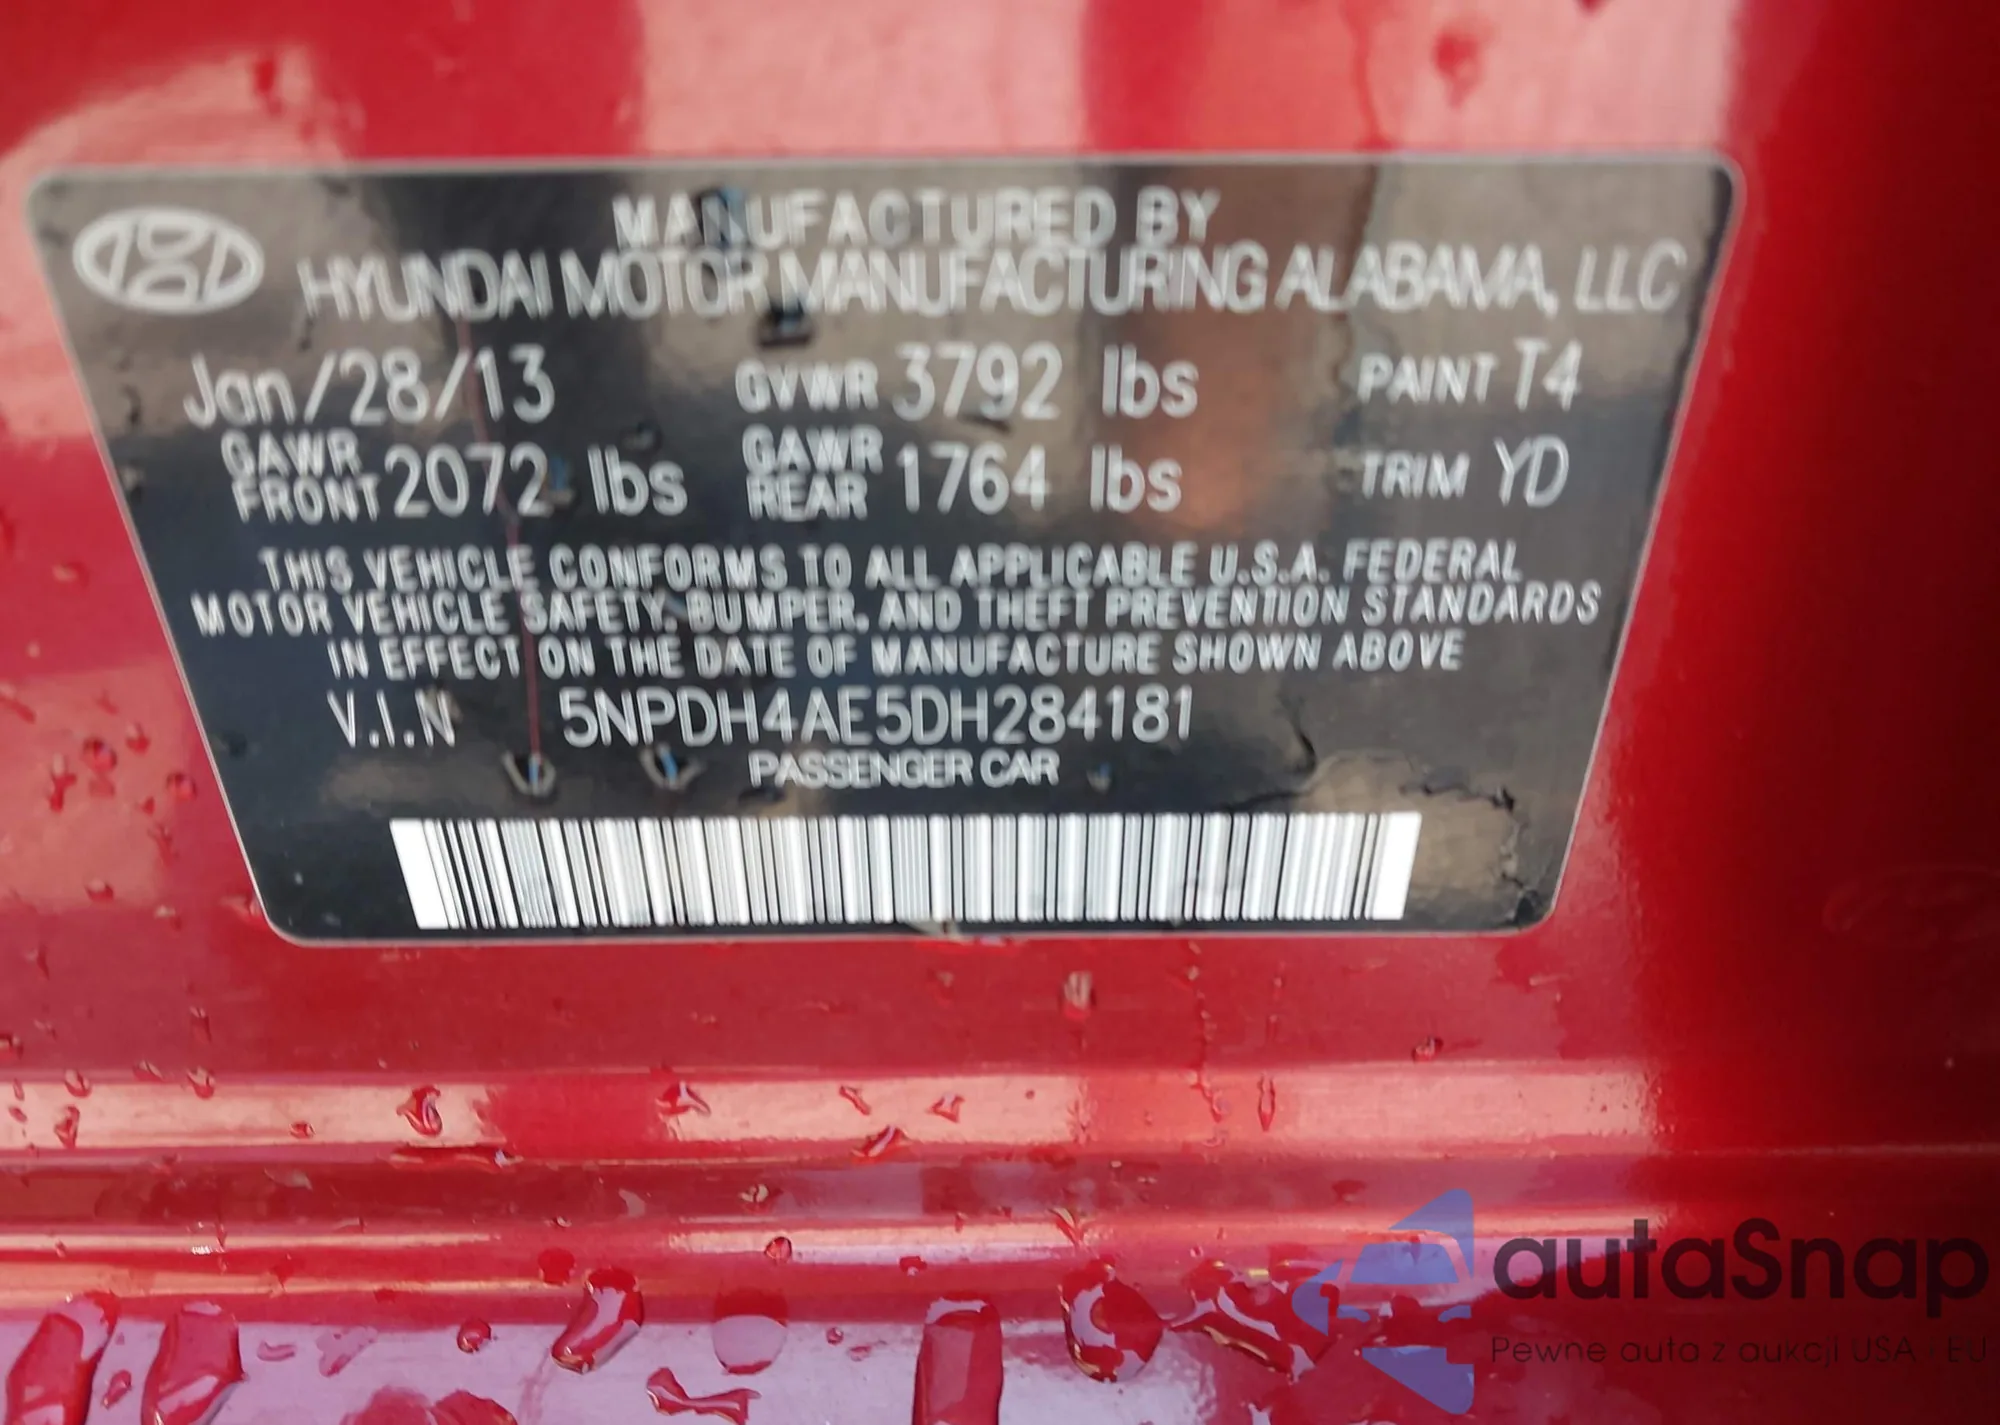 MANUFACTURED BY
HYUNDAI MOTOR MANUFACTURING ALABAMA, LLC
Jan/28/13 GVWR 3792 lbs PAINT T4
GAWR FRONT 2072 lbs GAWR REAR 1764 lbs TRIM YD
THIS VEHICLE CONFORMS TO ALL APPLICABLE U.S.A. FEDERAL
MOTOR VEHICLE SAFETY, BUMPER, AND THEFT PREVENTION STANDARDS
IN EFFECT ON THE DATE OF MANUFACTURE SHOWN ABOVE
V.I.N 5NPDH4AE5DH284181
PASSENGER CAR
autaSnap
Pewne auta z aukcji USA - EU